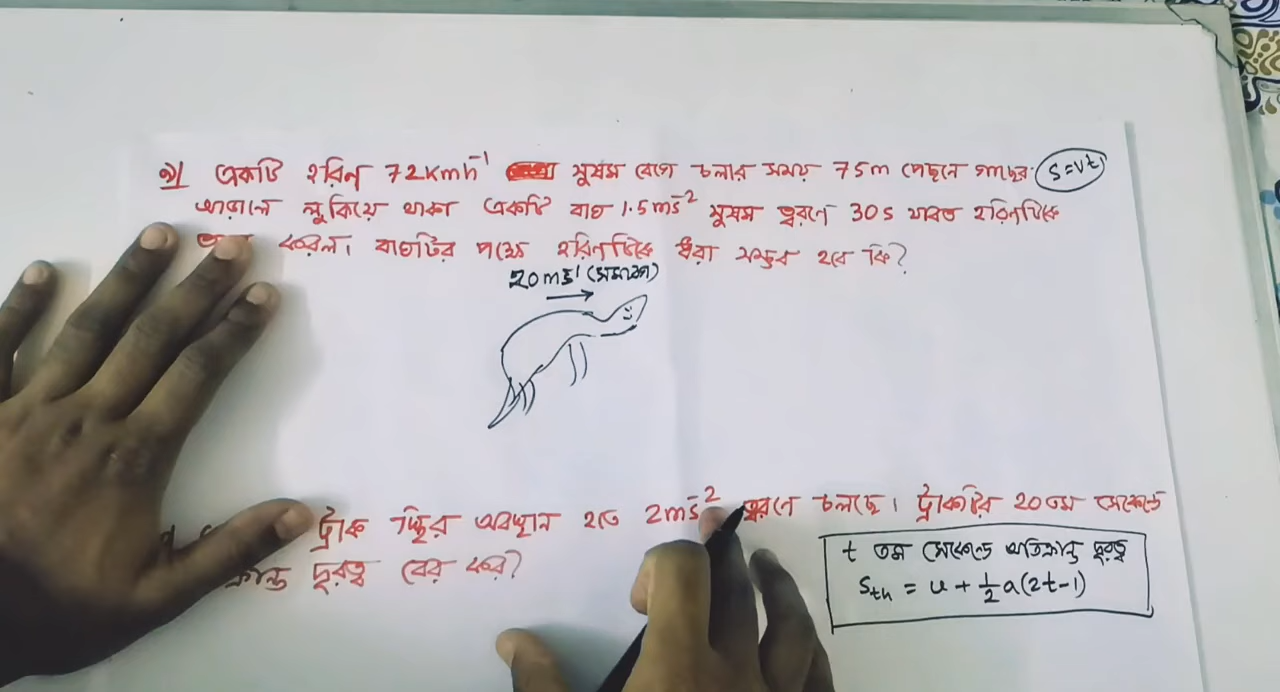 ৩) একটি হরিন 72Kmh⁻¹ সুষম বেগে চলার সময় 75m পেছনে গাছের S=Vt
আড়ালে লুকিয়ে থাকা একটি বাঘ 1.5ms⁻² সুষম ত্বরণে 30s যাবত হরিনটিকে
করল। বাঘটির পক্ষে হরিনটিকে ধরা সম্ভব হবে কি?
20ms⁻¹ (সমবেগ)
ট্রাক স্থির অবস্থান হতে 2ms⁻² ত্বরণে চলছে। ট্রাকটির 20তম সেকেন্ডে
দূরত্ব বের কর?
t তম সেকেন্ডে অতিক্রান্ত দূরত্ব
Sth = u + ½a(2t-1)